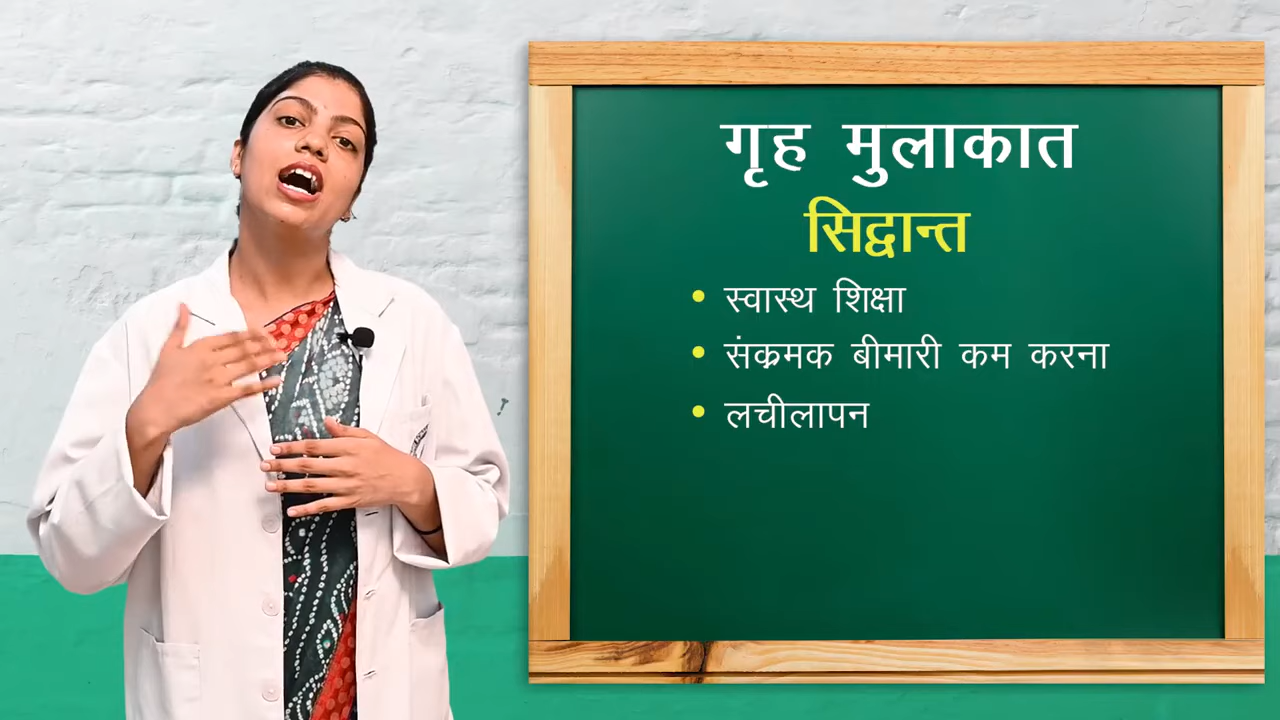 गृह मुलाकात
सिद्वान्त
• स्वास्थ शिक्षा
• संक्रमक बीमारी कम करना
• लचीलापन